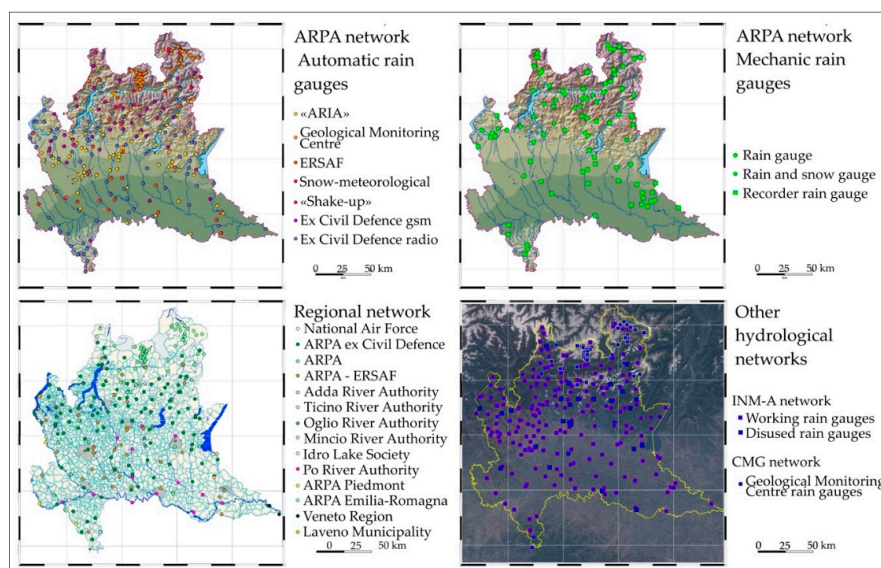 ARPA network
Automatic rain
gauges
«ARIA»
Geological Monitoring
Centre
ERSAF
Snow-meteorological
«Shake-up»
Ex Civil Defence gsm
Ex Civil Defence radio
0 25 50 km
ARPA network
Mechanic rain
gauges
Rain gauge
Rain and snow gauge
Recorder rain gauge
0 25 50 km
Regional network
National Air Force
ARPA ex Civil Defence
ARPA
ARPA - ERSAF
Adda River Authority
Ticino River Authority
Oglio River Authority
Mincio River Authority
Idro Lake Society
Po River Authority
ARPA Piedmont
ARPA Emilia-Romagna
Veneto Region
Laveno Municipality
0 25 50 km
Other
hydrological
networks
INM-A network
Working rain gauges
Disused rain gauges
CMG network
Geological Monitoring
Centre rain gauges
0 25 50 km